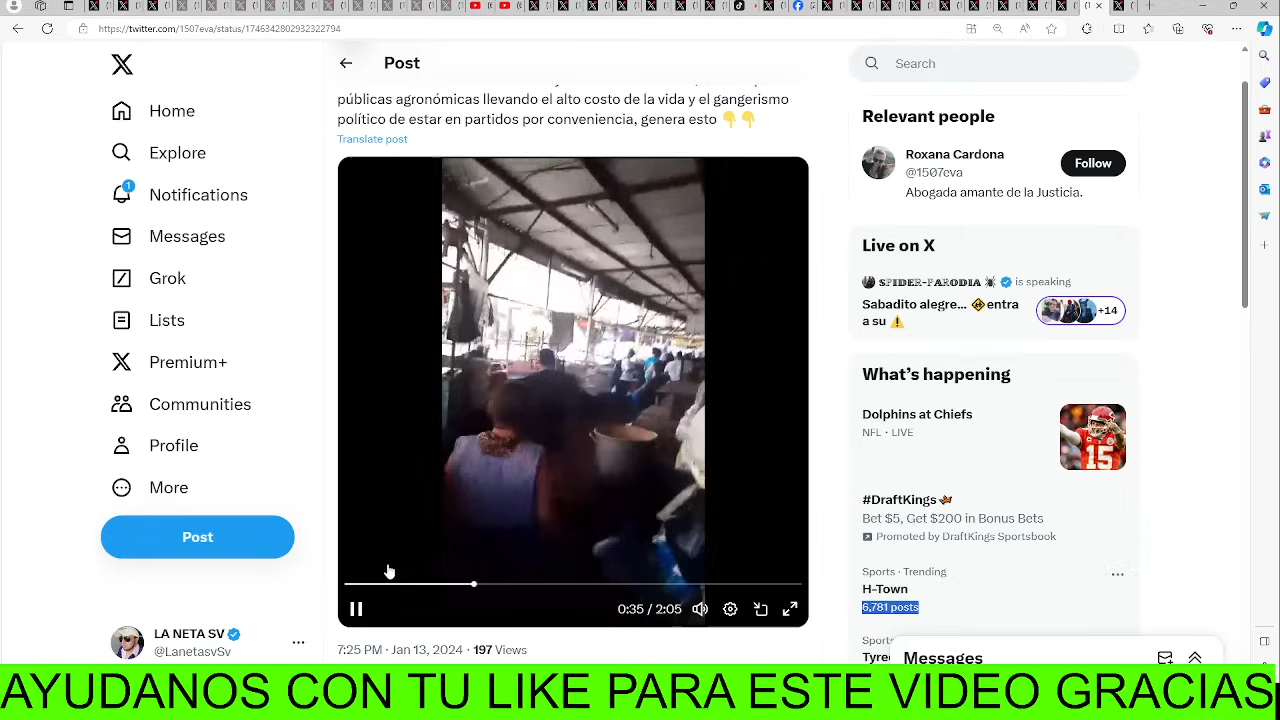 https://twitter.com/1507eva/status/1746342802932322794
Post
Search
Home
Explore
1
Notifications
Messages
Grok
Lists
Premium+
Communities
Profile
More
Post
LA NETA SV
@LanetasvSv
públicas agronómicas llevando el alto costo de la vida y el gangerismo
político de estar en partidos por conveniencia, genera esto 👇👇
Translate post
0:35 / 2:05
7:25 PM · Jan 13, 2024 · 197 Views
Relevant people
Roxana Cardona
@1507eva
Follow
Abogada amante de la Justicia.
Live on X
SPIDER-PARODIA 🕷 is speaking
Sabadito alegre... entra
a su ⚠️
+14
What's happening
Dolphins at Chiefs
NFL · LIVE
#DraftKings
Bet $5, Get $200 in Bonus Bets
Promoted by DraftKings Sportsbook
Sports · Trending
H-Town
6,781 posts
Messages
AYUDANOS CON TU LIKE PARA ESTE VIDEO GRACIAS